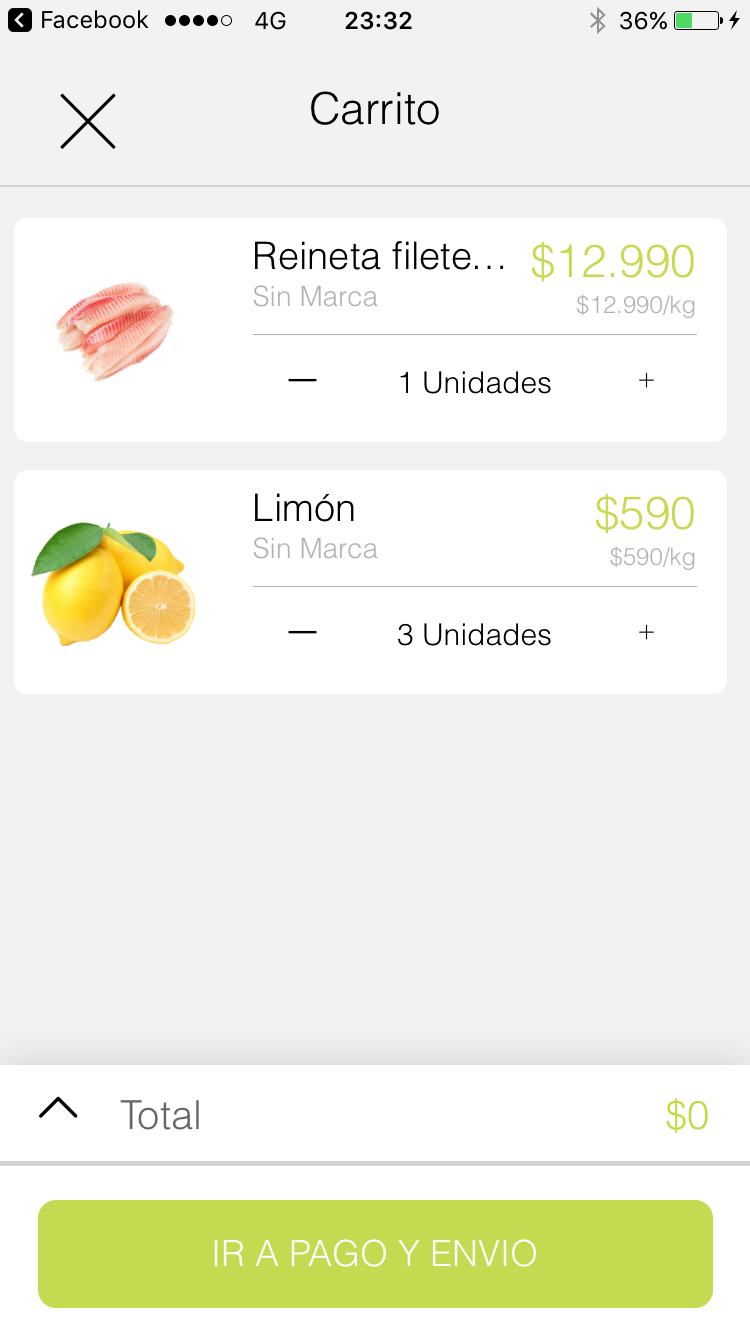 Facebook 4G 23:32 36%
Carrito
Reineta filete... $12.990
Sin Marca $12.990/kg
1 Unidades +
Limón $590
Sin Marca $590/kg
3 Unidades +
Total $0
IR A PAGO Y ENVIO